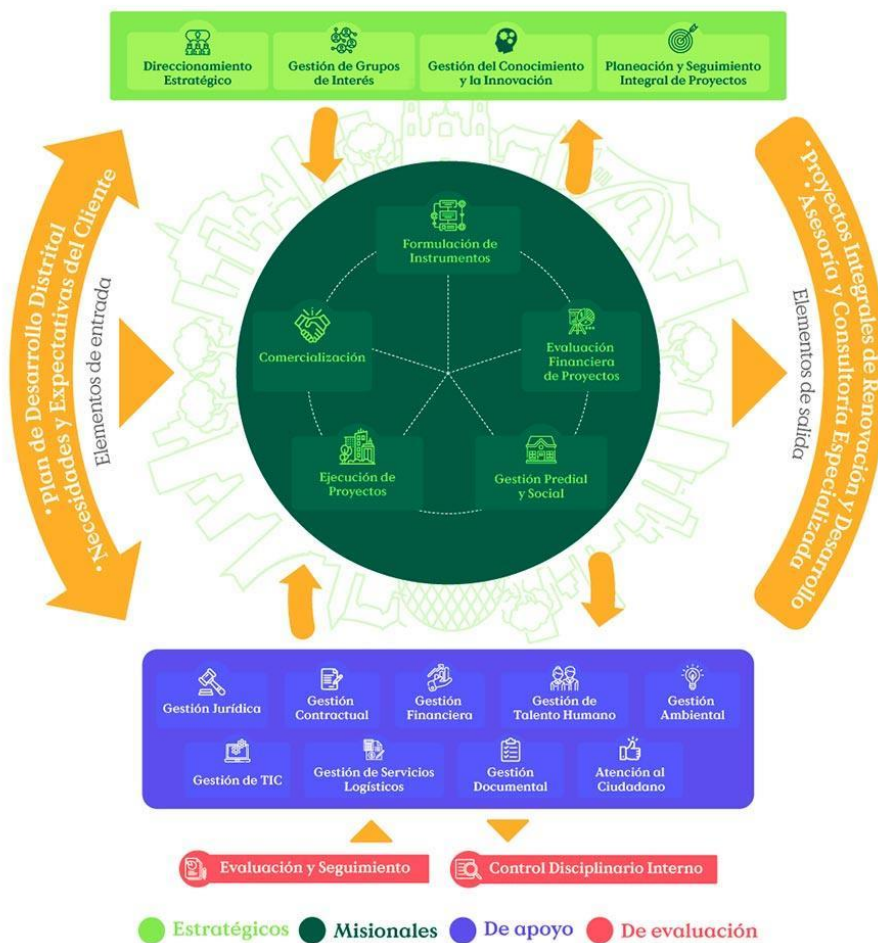 Direccionamiento
Estratégico
Gestión de Grupos
de Interés
Gestión del Conocimiento
y la Innovación
Planeación y Seguimiento
Integral de Proyectos
• Plan de Desarrollo Distrital
• Necesidades y Expectativas del Cliente
Elementos de entrada
Formulación de
Instrumentos
Comercialización
Evaluación
Financiera
de Proyectos
Ejecución de
Proyectos
Gestión Predial
y Social
Elementos de salida
• Proyectos Integrales de Renovación y Desarrollo
• Asesoría y Consultoría Especializada
Gestión Jurídica
Gestión
Contractual
Gestión
Financiera
Gestión de
Talento Humano
Gestión
Ambiental
Gestión de TIC
Gestión de Servicios
Logísticos
Gestión
Documental
Atención al
Ciudadano
Evaluación y Seguimiento
Control Disciplinario Interno
Estratégicos
Misionales
De apoyo
De evaluación